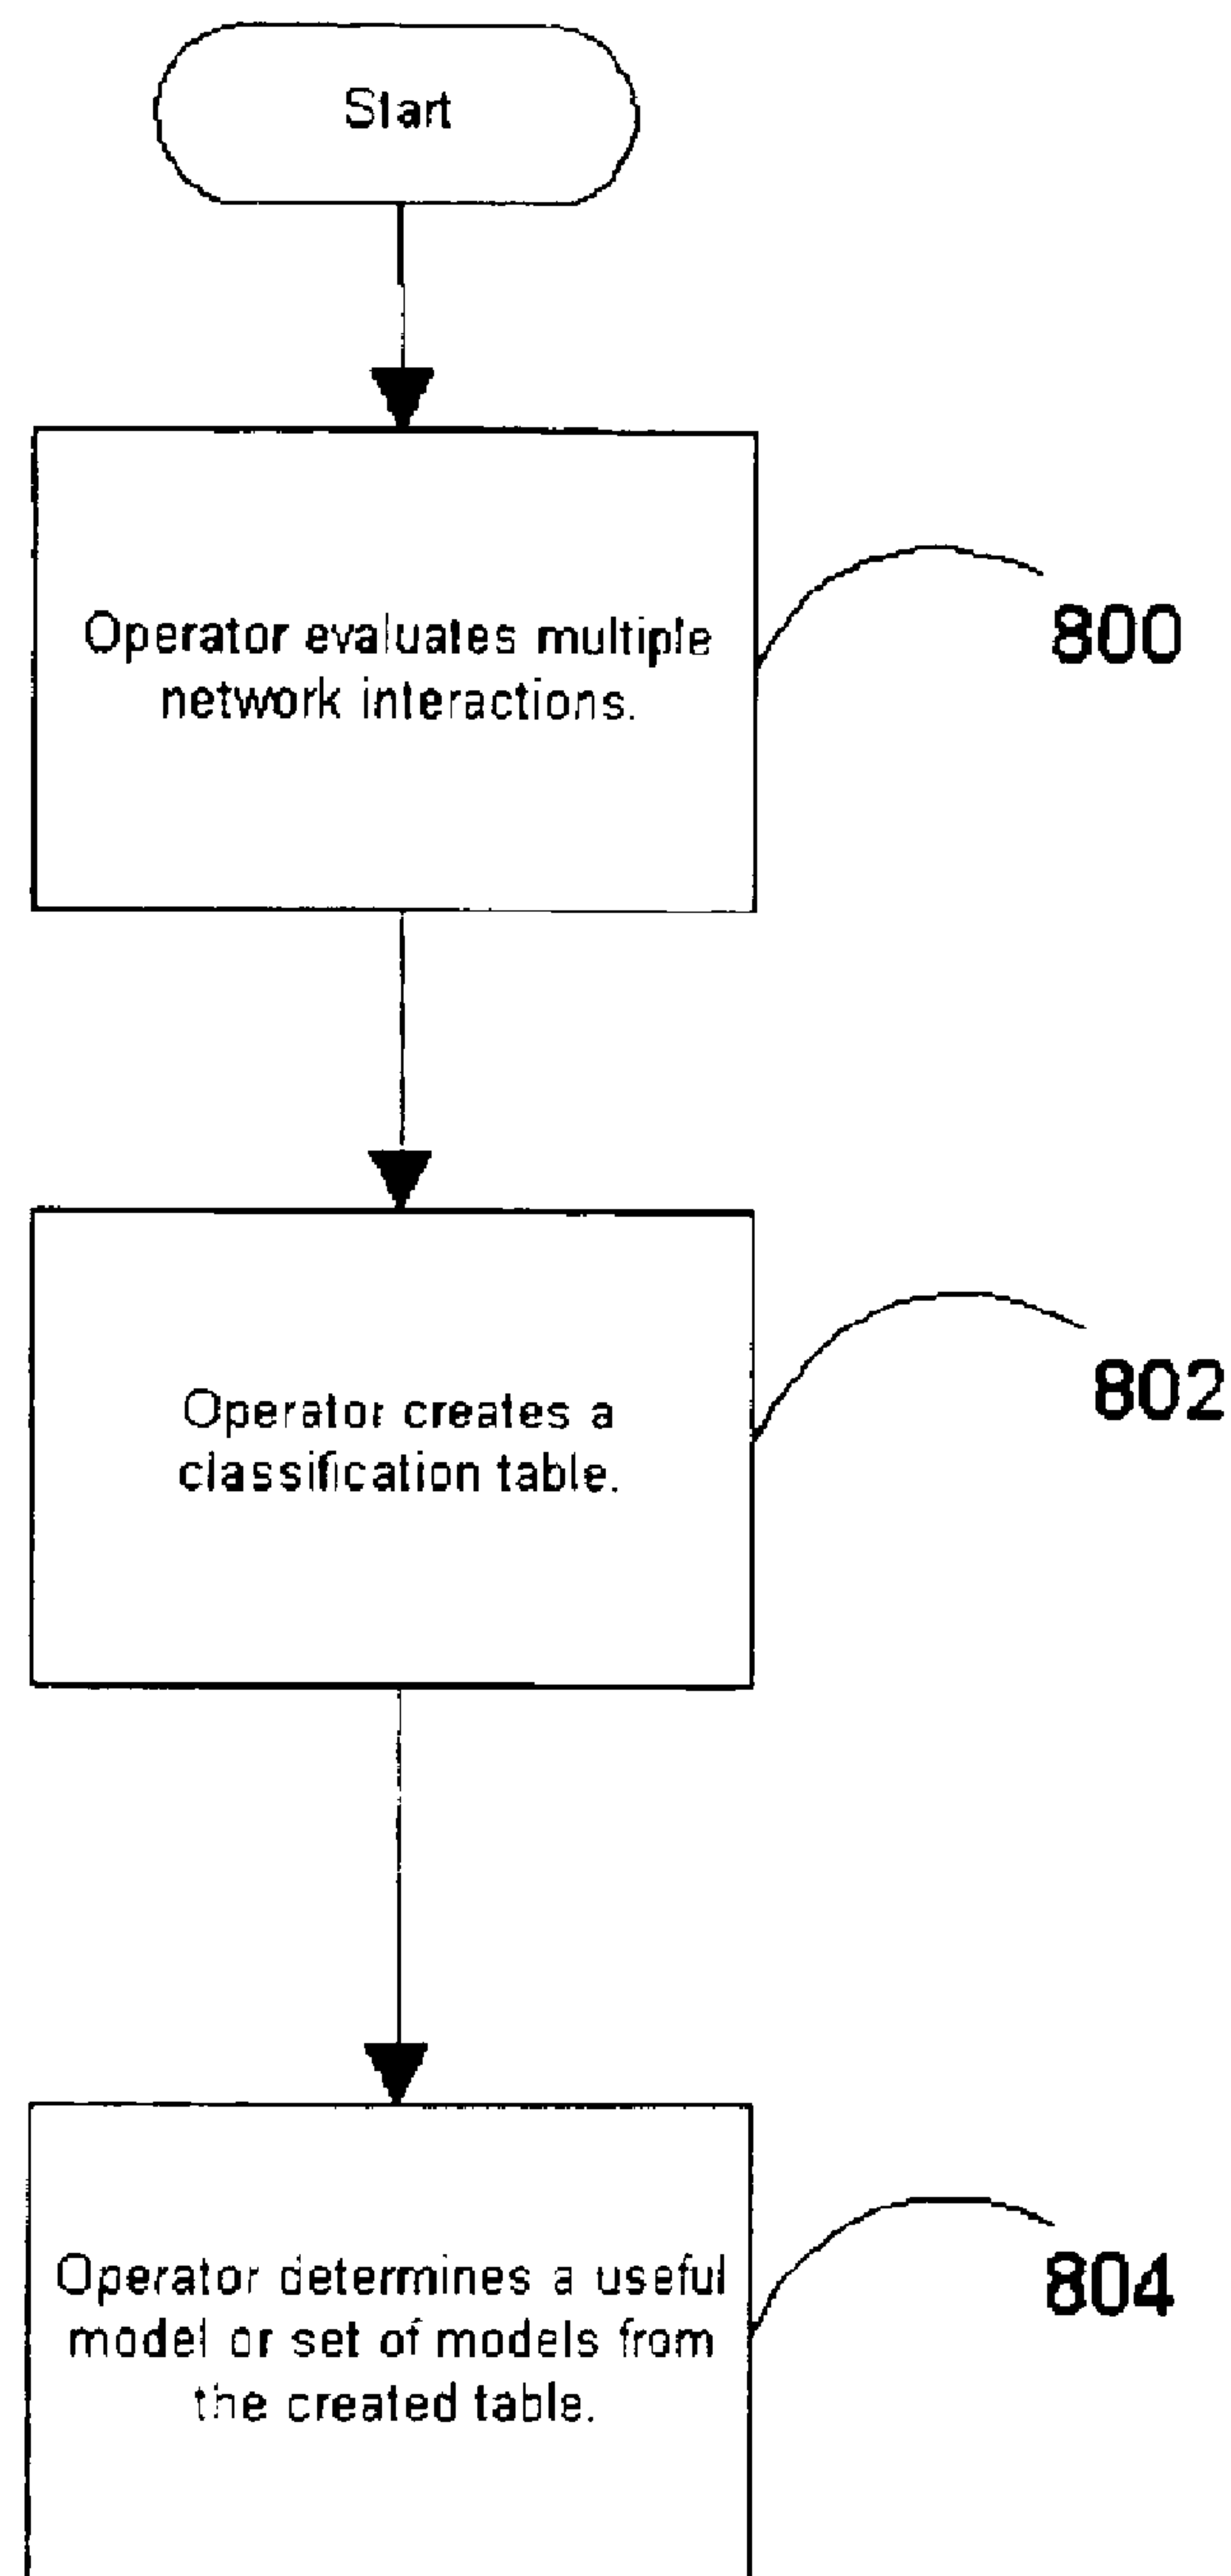 Start
Operator evaluates multiple
network interactions.
800
Operator creates a
classification table.
802
Operator determines a useful
model or set of models from
the created table.
804